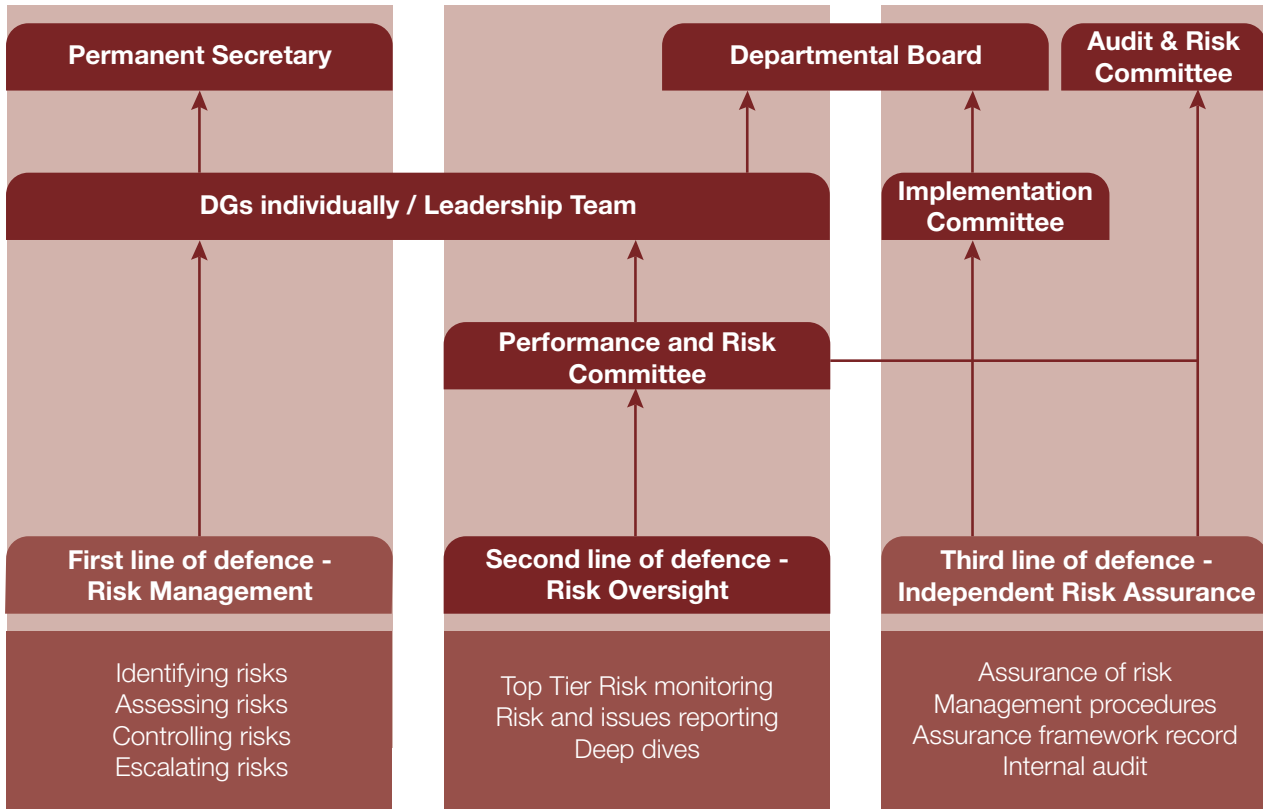 Permanent Secretary
Departmental Board
Audit & Risk
Committee
DGs individually / Leadership Team
Implementation
Committee
Performance and Risk
Committee
First line of defence -
Risk Management
Second line of defence -
Risk Oversight
Third line of defence -
Independent Risk Assurance
Identifying risks
Assessing risks
Controlling risks
Escalating risks
Top Tier Risk monitoring
Risk and issues reporting
Deep dives
Assurance of risk
Management procedures
Assurance framework record
Internal audit